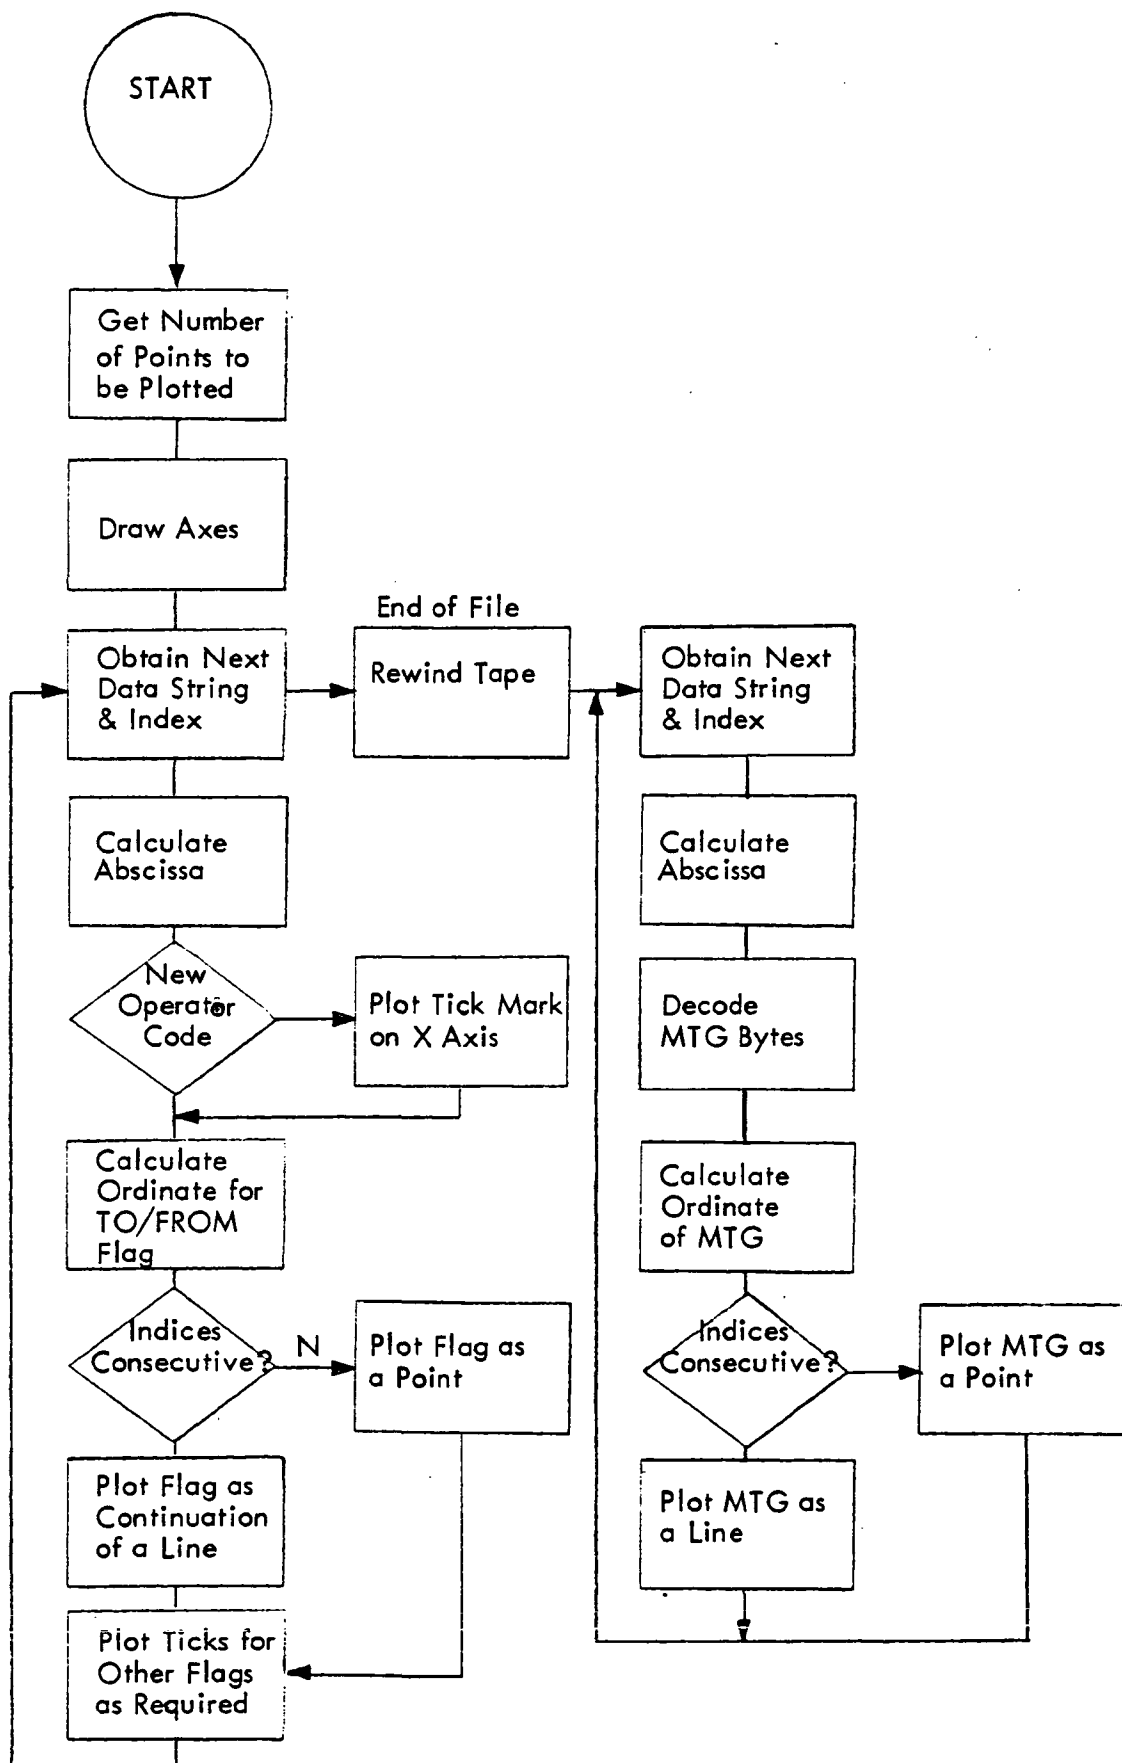 START
Get Number
of Points to
be Plotted
Draw Axes
Obtain Next
Data String
& Index
End of File
Rewind Tape
Obtain Next
Data String
& Index
Calculate
Abscissa
Calculate
Abscissa
New
Operator
Code
Plot Tick Mark
on X Axis
Decode
MTG Bytes
Calculate
Ordinate for
TO/FROM
Flag
Calculate
Ordinate
of MTG
Indices
Consecutive?
N
Plot Flag as
a Point
Indices
Consecutive?
Plot MTG as
a Point
Plot Flag as
Continuation
of a Line
Plot MTG as
a Line
Plot Ticks for
Other Flags
as Required